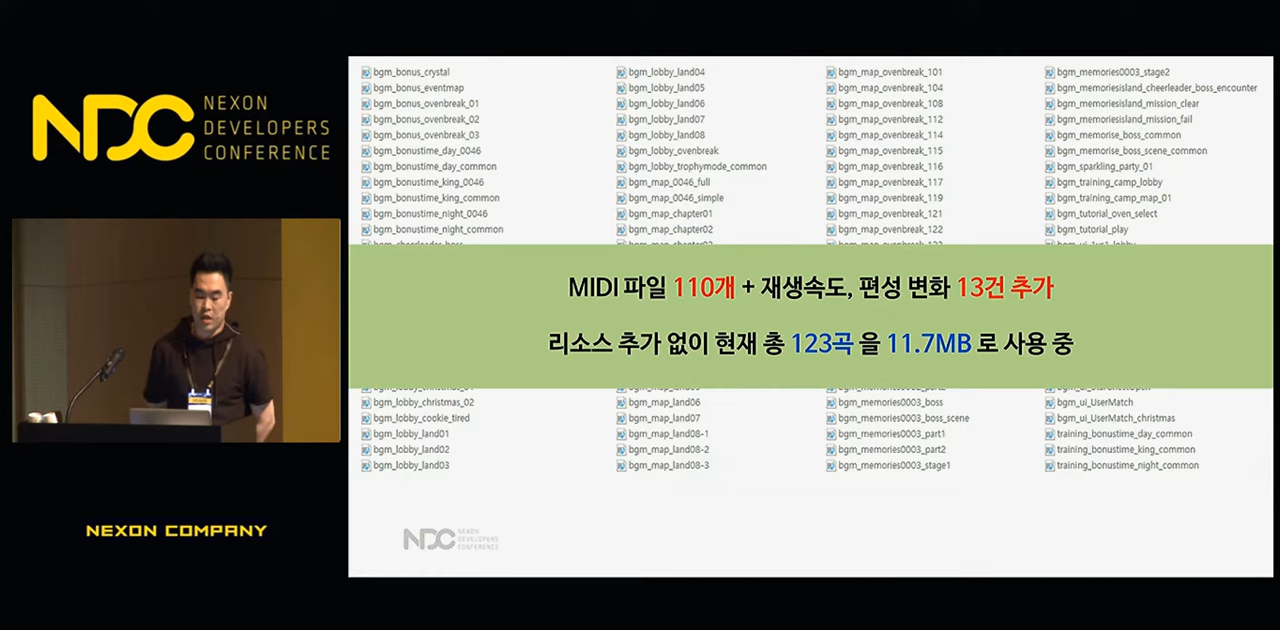 NDC
NEXON
DEVELOPERS
CONFERENCE
NEXON COMPANY
bgm_bonus_crystal
bgm_bonus_eventmap
bgm_bonus_ovenbreak_01
bgm_bonus_ovenbreak_02
bgm_bonus_ovenbreak_03
bgm_bonustime_day_0046
bgm_bonustime_day_common
bgm_bonustime_king_0046
bgm_bonustime_king_common
bgm_bonustime_night_0046
bgm_bonustime_night_common
bgm_lobby_land04
bgm_lobby_land05
bgm_lobby_land06
bgm_lobby_land07
bgm_lobby_land08
bgm_lobby_ovenbreak
bgm_lobby_trophymode_common
bgm_map_0046_full
bgm_map_0046_simple
bgm_map_chapter01
bgm_map_chapter02
bgm_map_ovenbreak_101
bgm_map_ovenbreak_104
bgm_map_ovenbreak_108
bgm_map_ovenbreak_112
bgm_map_ovenbreak_114
bgm_map_ovenbreak_115
bgm_map_ovenbreak_116
bgm_map_ovenbreak_117
bgm_map_ovenbreak_119
bgm_map_ovenbreak_121
bgm_map_ovenbreak_122
bgm_memories0003_stage2
bgm_memoriesisland_cheerleader_boss_encounter
bgm_memoriesisland_mission_clear
bgm_memoriesisland_mission_fail
bgm_memorise_boss_common
bgm_memorise_boss_scene_common
bgm_sparkling_party_01
bgm_training_camp_lobby
bgm_training_camp_map_01
bgm_tutorial_oven_select
bgm_tutorial_play
MIDI 파일 110개 + 재생속도, 편성 변화 13건 추가
리소스 추가 없이 현재 총 123곡 을 11.7MB 로 사용 중
bgm_lobby_christmas_02
bgm_lobby_cookie_tired
bgm_lobby_land01
bgm_lobby_land02
bgm_lobby_land03
bgm_map_land06
bgm_map_land07
bgm_map_land08-1
bgm_map_land08-2
bgm_map_land08-3
bgm_memories0003_boss
bgm_memories0003_boss_scene
bgm_memories0003_part1
bgm_memories0003_part2
bgm_memories0003_stage1
bgm_ui_UserMatch
bgm_ui_UserMatch_christmas
training_bonustime_day_common
training_bonustime_king_common
training_bonustime_night_common
NDC
NEXON
DEVELOPERS
CONFERENCE